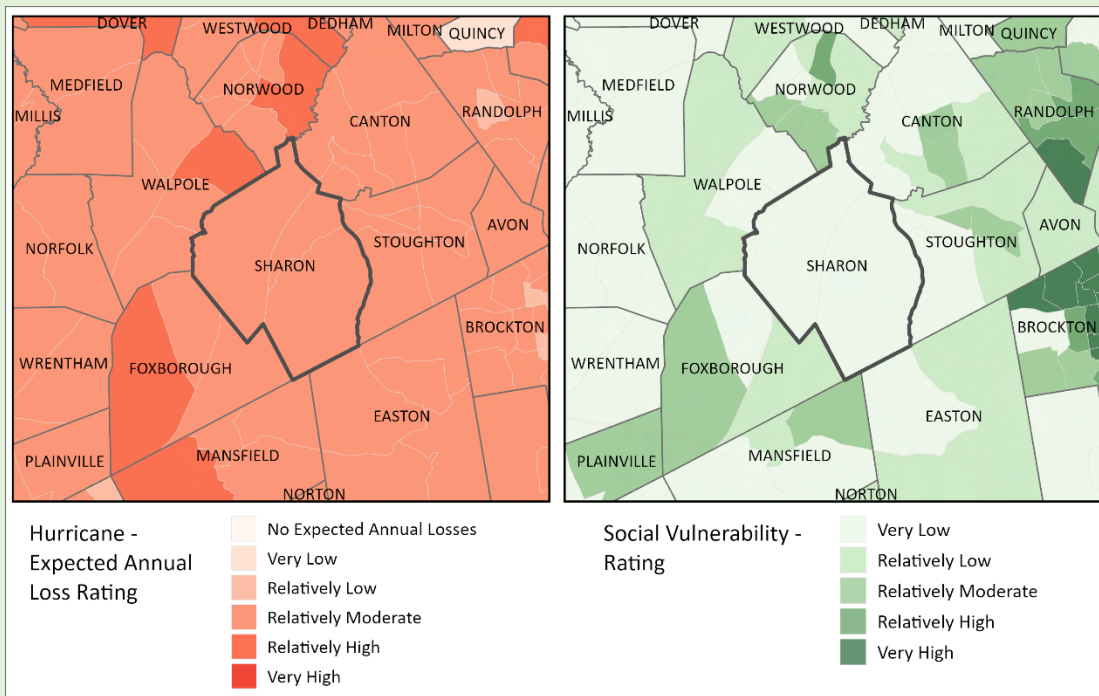 DOVER
WESTWOOD
DEDHAM
MILTON
QUINCY
MEDFIELD
NORWOOD
MILLIS
CANTON
RANDOLPH
WALPOLE
AVON
NORFOLK
STOUGHTON
SHARON
BROCKTON
WRENTHAM
FOXBOROUGH
EASTON
PLAINVILLE
MANSFIELD
NORTON
Hurricane -
Expected Annual
Loss Rating
No Expected Annual Losses
Very Low
Relatively Low
Relatively Moderate
Relatively High
Very High
WESTWOOD
DEDHAM
MILTON
QUINCY
MEDFIELD
NORWOOD
MILLIS
CANTON
RANDOLPH
WALPOLE
AVON
NORFOLK
STOUGHTON
SHARON
BROCKTON
WRENTHAM
FOXBOROUGH
EASTON
PLAINVILLE
MANSFIELD
NORTON
DOVER
Social Vulnerability -
Rating
Very Low
Relatively Low
Relatively Moderate
Relatively High
Very High